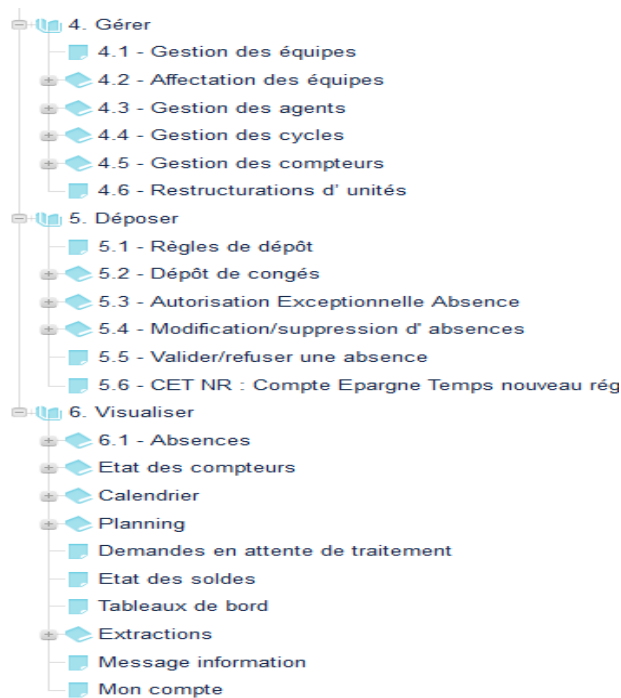 4. Gérer
4.1 - Gestion des équipes
4.2 - Affectation des équipes
4.3 - Gestion des agents
4.4 - Gestion des cycles
4.5 - Gestion des compteurs
4.6 - Restructurations d' unités
5. Déposer
5.1 - Règles de dépôt
5.2 - Dépôt de congés
5.3 - Autorisation Exceptionnelle Absence
5.4 - Modification/suppression d' absences
5.5 - Valider/refuser une absence
5.6 - CET NR : Compte Epargne Temps nouveau rég
6. Visualiser
6.1 - Absences
Etat des compteurs
Calendrier
Planning
Demandes en attente de traitement
Etat des soldes
Tableaux de bord
Extractions
Message information
Mon compte